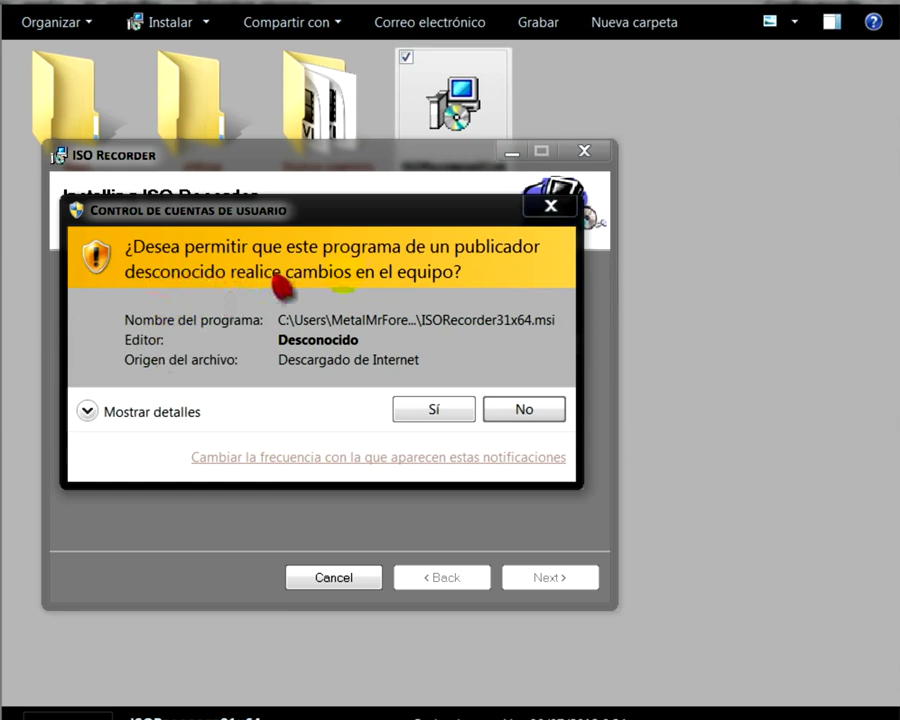 Organizar Instalar Compartir con Correo electrónico Grabar Nueva carpeta
ISO Recorder
Control de cuentas de usuario
¿Desea permitir que este programa de un publicador
desconocido realice cambios en el equipo?
Nombre del programa: C:\Users\MetalMrFore...\ISORecorder31x64.msi
Editor: Desconocido
Origen del archivo: Descargado de Internet
Mostrar detalles Sí No
Cambiar la frecuencia con la que aparecen estas notificaciones
Cancel < Back Next >